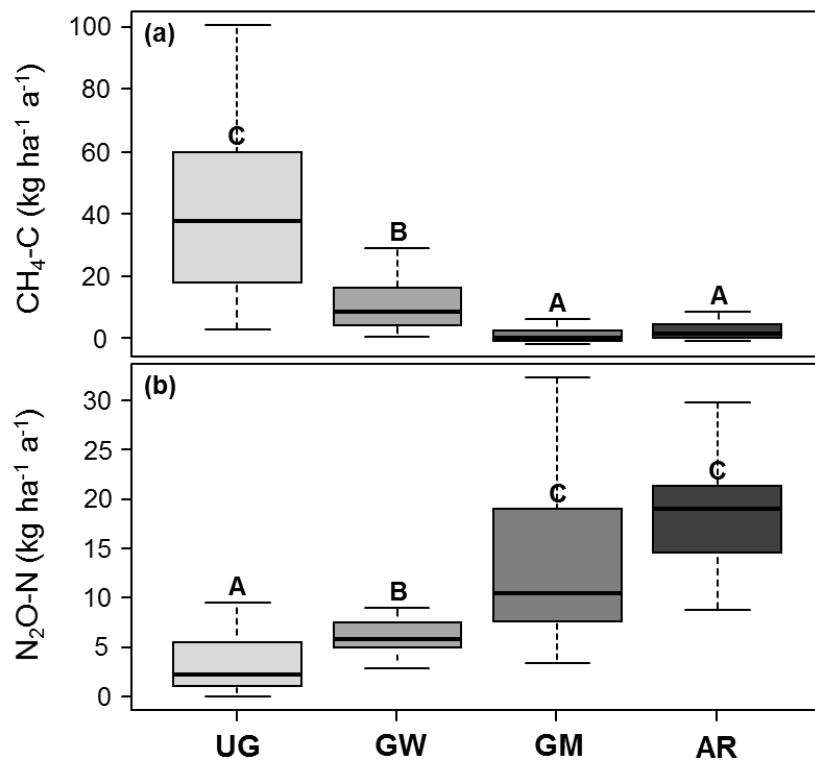 (a)
CH₄-C (kg ha⁻¹ a⁻¹)
100
80
60
40
20
0
C
B
A
A
(b)
N₂O-N (kg ha⁻¹ a⁻¹)
30
25
20
15
10
5
0
A
B
C
C
UG GW GM AR